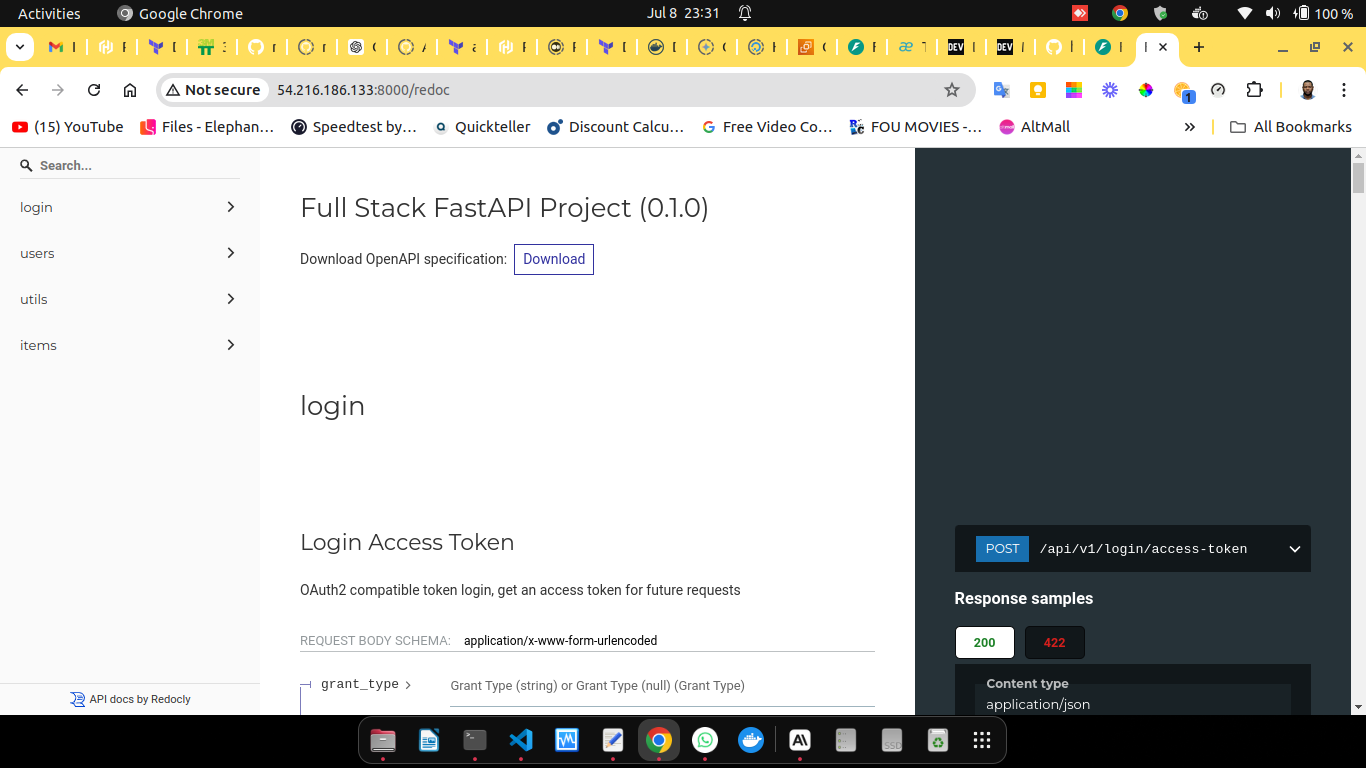 Activities
Google Chrome
Jul 8 23:31
100 %
Not secure
54.216.186.133:8000/redoc
1
(15) YouTube
Files - Elephan...
Speedtest by...
Quickteller
Discount Calcu...
Free Video Co...
FOU MOVIES -...
AltMall
All Bookmarks
Search...
login
users
utils
items
API docs by Redocly
Full Stack FastAPI Project (0.1.0)
Download OpenAPI specification: Download
login
Login Access Token
OAuth2 compatible token login, get an access token for future requests
REQUEST BODY SCHEMA: application/x-www-form-urlencoded
grant_type
Grant Type (string) or Grant Type (null) (Grant Type)
POST /api/v1/login/access-token
Response samples
200
422
Content type
application/json